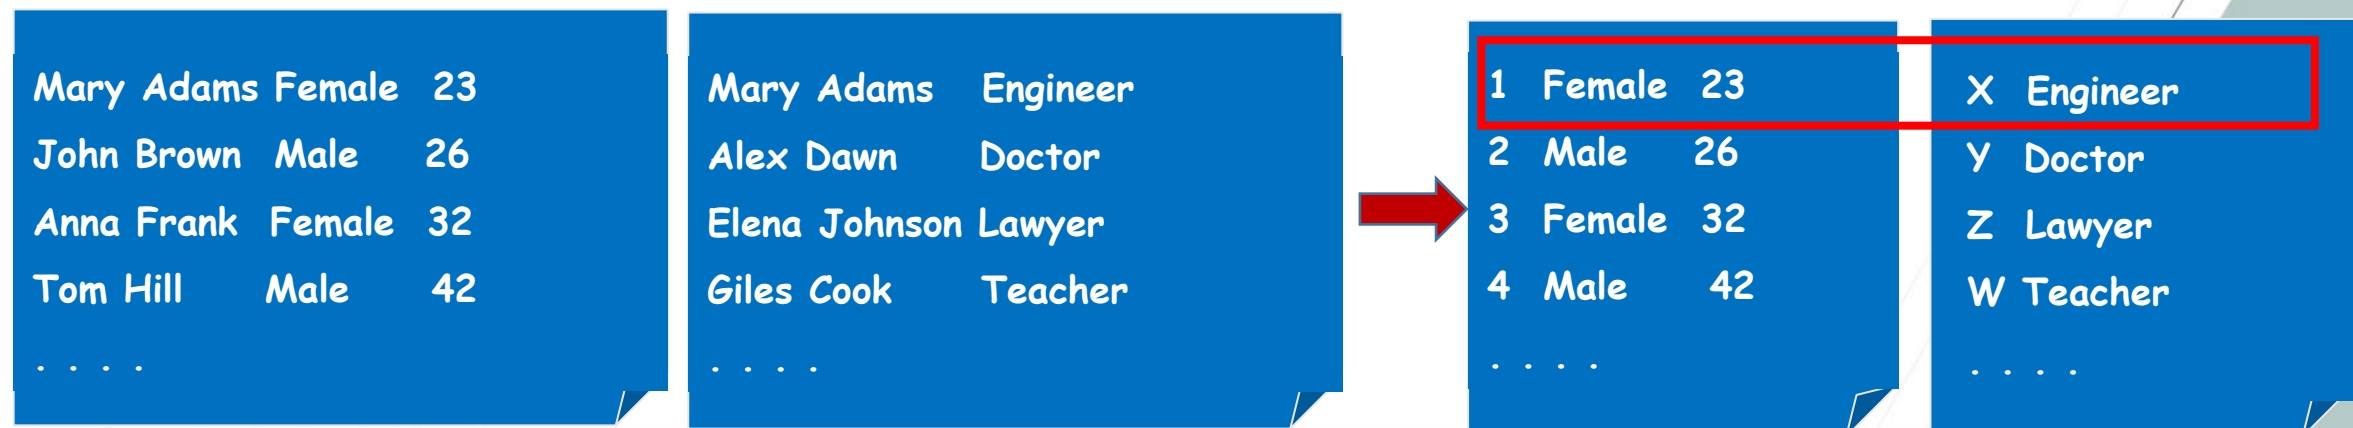 Mary Adams Female 23
John Brown Male 26
Anna Frank Female 32
Tom Hill Male 42
. . . .
Mary Adams Engineer
Alex Dawn Doctor
Elena Johnson Lawyer
Giles Cook Teacher
. . . .
1 Female 23
2 Male 26
3 Female 32
4 Male 42
. . . .
X Engineer
Y Doctor
Z Lawyer
W Teacher
. . . .